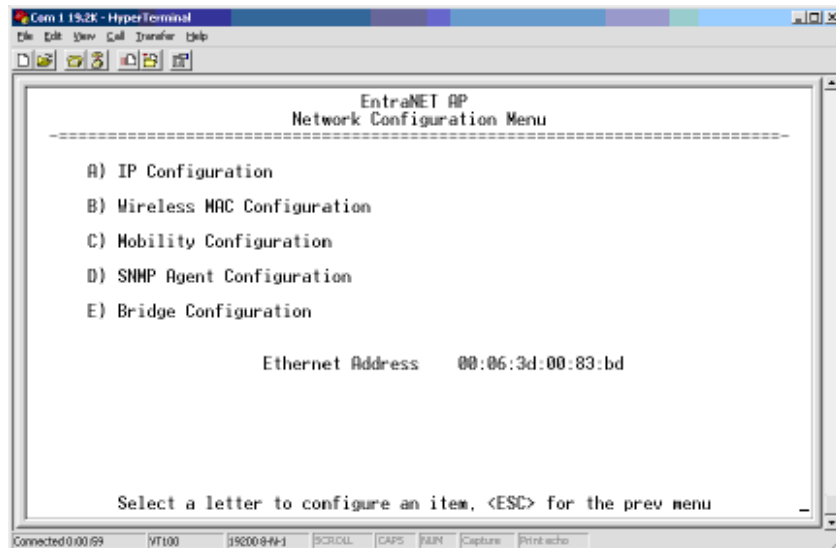 Com 1 19.2K - HyperTerminal
File Edit View Call Transfer Help
EntraNET AP
Network Configuration Menu
-==========================================================================-
A) IP Configuration
B) Wireless MAC Configuration
C) Mobility Configuration
D) SNMP Agent Configuration
E) Bridge Configuration
Ethernet Address 00:06:3d:00:83:bd
Select a letter to configure an item, <ESC> for the prev menu _
Connected 0:00:59 VT100 19200 8-N-1 SCROLL CAPS NUM Capture Print echo